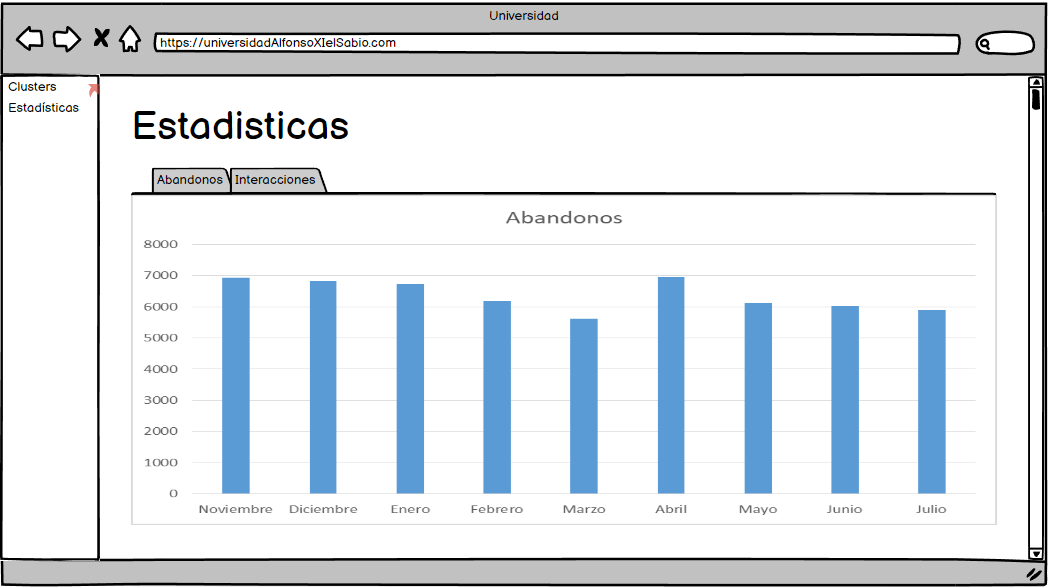 Universidad
https://universidadAlfonsoXIelSabio.com
Clusters
Estadísticas
Estadisticas
Abandonos Interacciones
Abandonos
8000
7000
6000
5000
4000
3000
2000
1000
0
Noviembre Diciembre Enero Febrero Marzo Abril Mayo Junio Julio